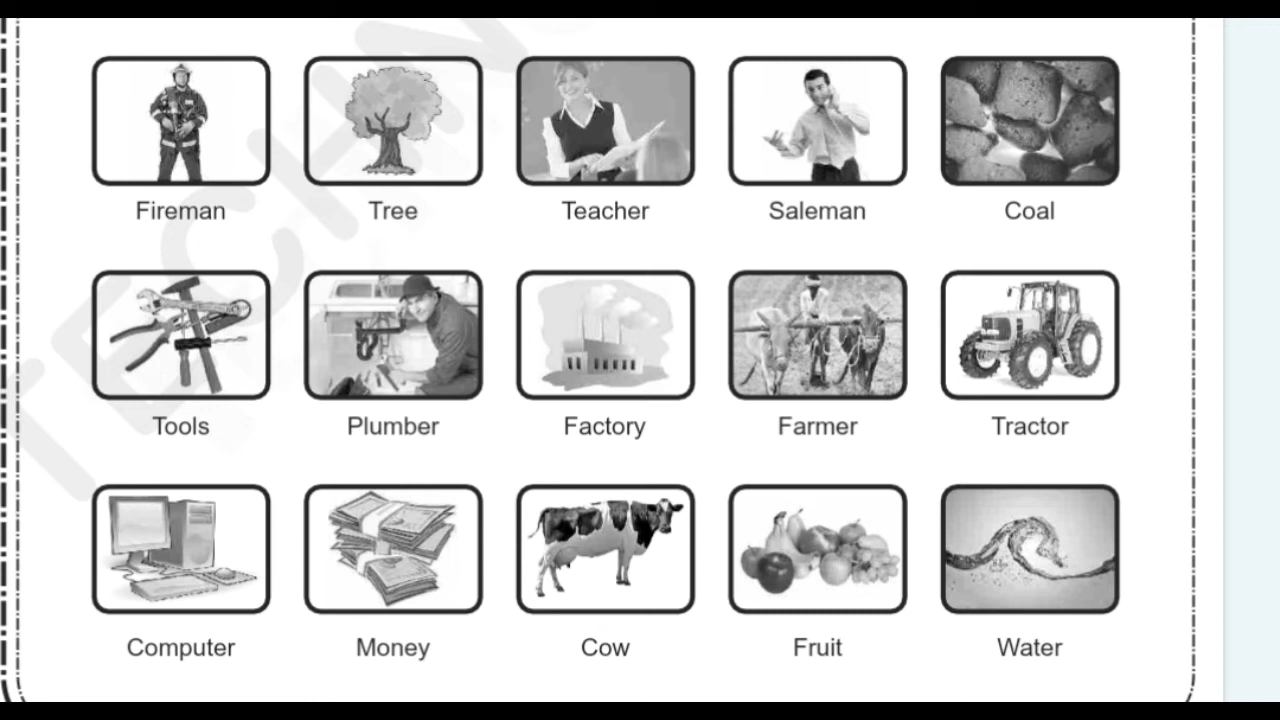 Fireman Tree Teacher Saleman Coal
Tools Plumber Factory Farmer Tractor
Computer Money Cow Fruit Water